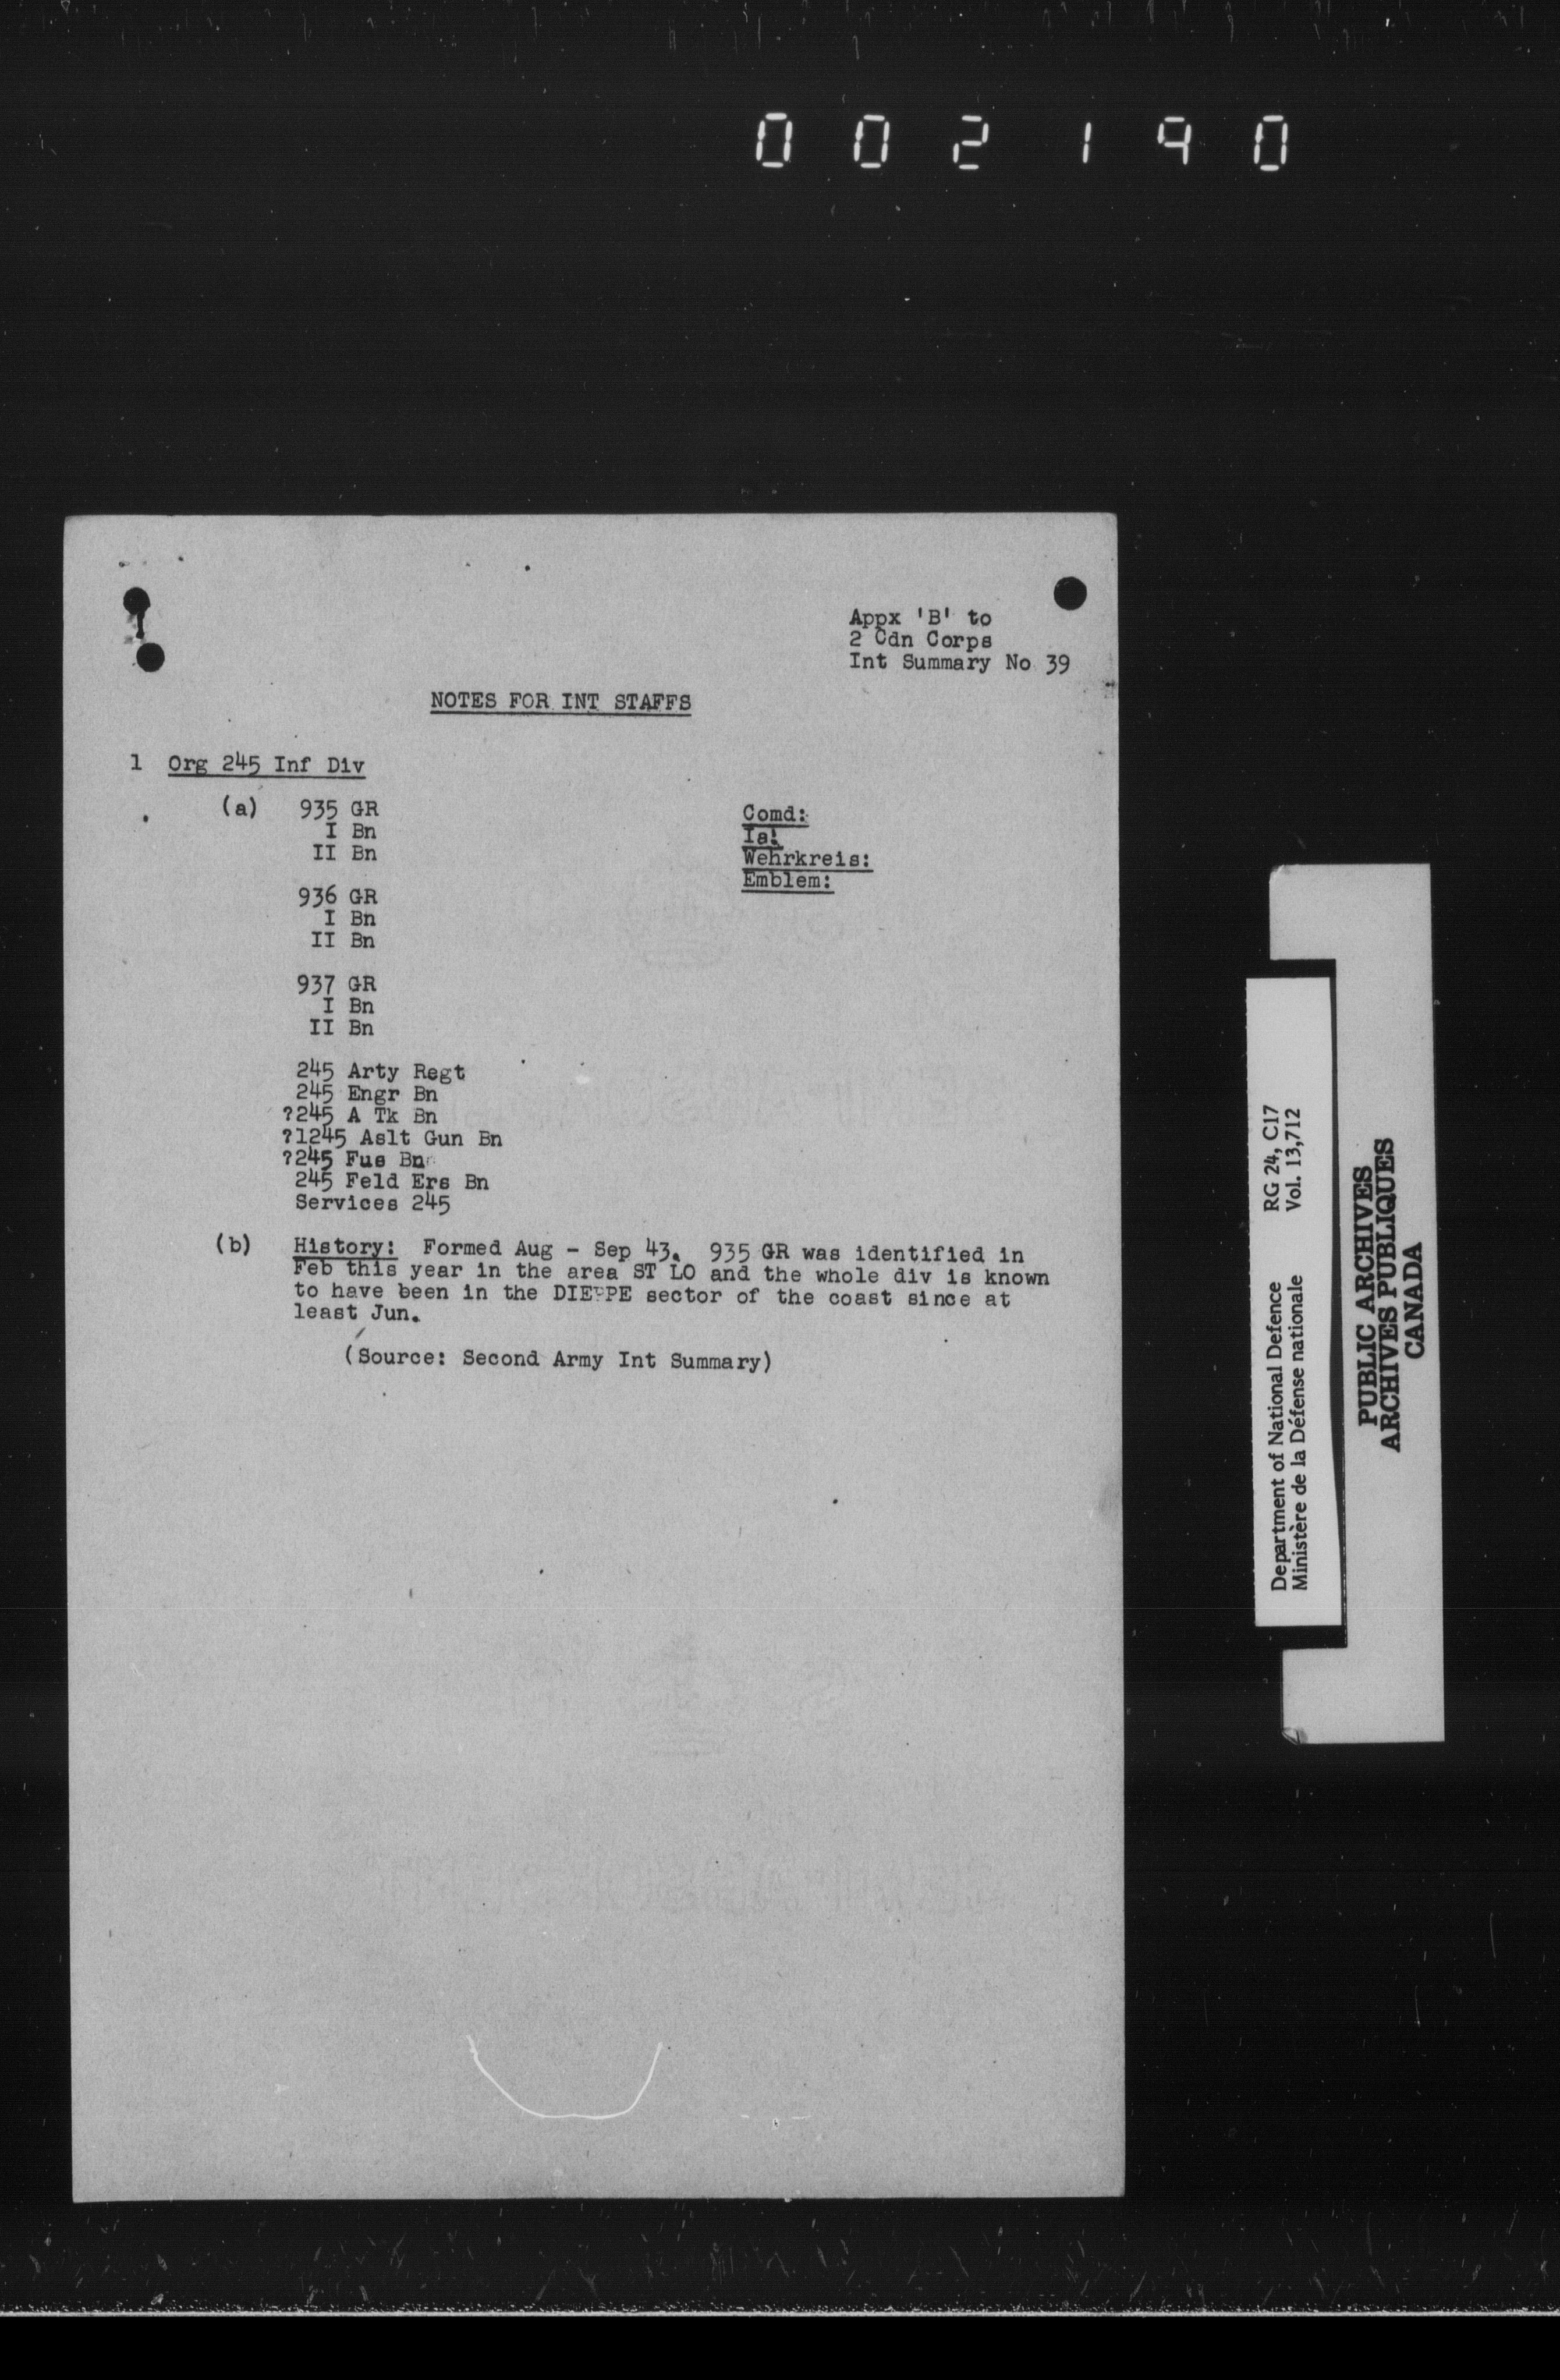 002190
Appx 'B' to
2 Cdn Corps
Int Summary No 39
NOTES FOR INT STAFFS
1 Org 245 Inf Div
(a) 935 GR
I Bn
II Bn
936 GR
I Bn
II Bn
937 GR
I Bn
II Bn
245 Arty Regt
245 Engr Bn
?245 A Tk Bn
?1245 Aslt Gun Bn
?245 Fus Bn
245 Feld Ers Bn
Services 245
Comd:
Ia:
Wehrkreis:
Emblem:
(b) History: Formed Aug - Sep 43. 935 GR was identified in
Feb this year in the area ST LO and the whole div is known
to have been in the DIEPPE sector of the coast since at
least Jun.
(Source: Second Army Int Summary)
Department of National Defence RG 24, C17
Ministère de la Défense nationale Vol. 13,712
PUBLIC ARCHIVES
ARCHIVES PUBLIQUES
CANADA